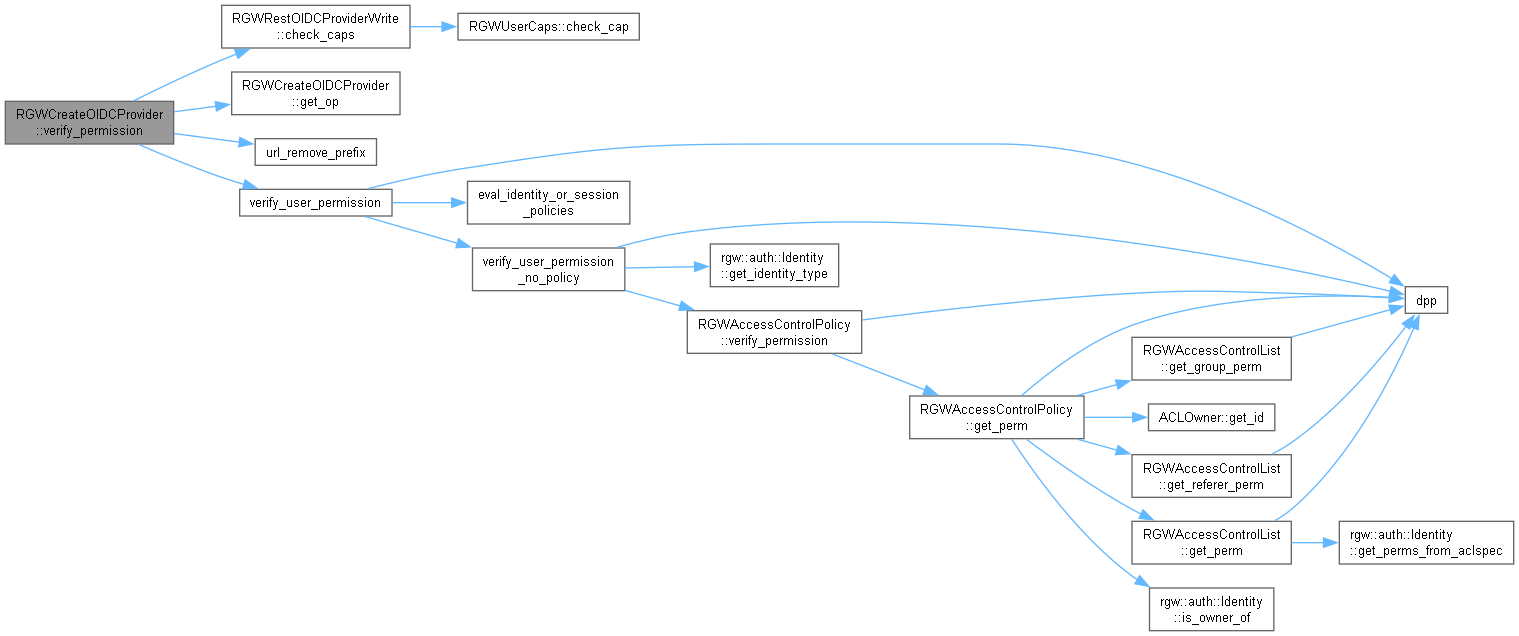 RGWRestOIDCProviderWrite
::check_caps
RGWUserCaps::check_cap
RGWCreateOIDCProvider
::get_op
RGWCreateOIDCProvider
::verify_permission
url_remove_prefix
verify_user_permission
eval_identity_or_session
_policies
verify_user_permission
_no_policy
rgw::auth::Identity
::get_identity_type
dpp
RGWAccessControlPolicy
::verify_permission
RGWAccessControlList
::get_group_perm
RGWAccessControlPolicy
::get_perm
ACLOwner::get_id
RGWAccessControlList
::get_referer_perm
RGWAccessControlList
::get_perm
rgw::auth::Identity
::get_perms_from_aclspec
rgw::auth::Identity
::is_owner_of